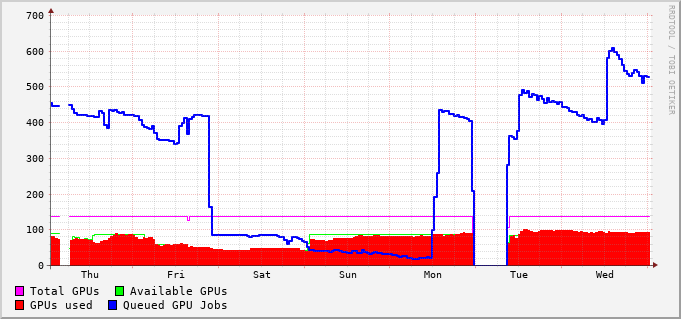 700
600
500
400
300
200
100
0
Thu Fri Sat Sun Mon Tue Wed
Total GPUs Available GPUs
GPUs used Queued GPU Jobs
RRDTOOL / TOBI OETIKER